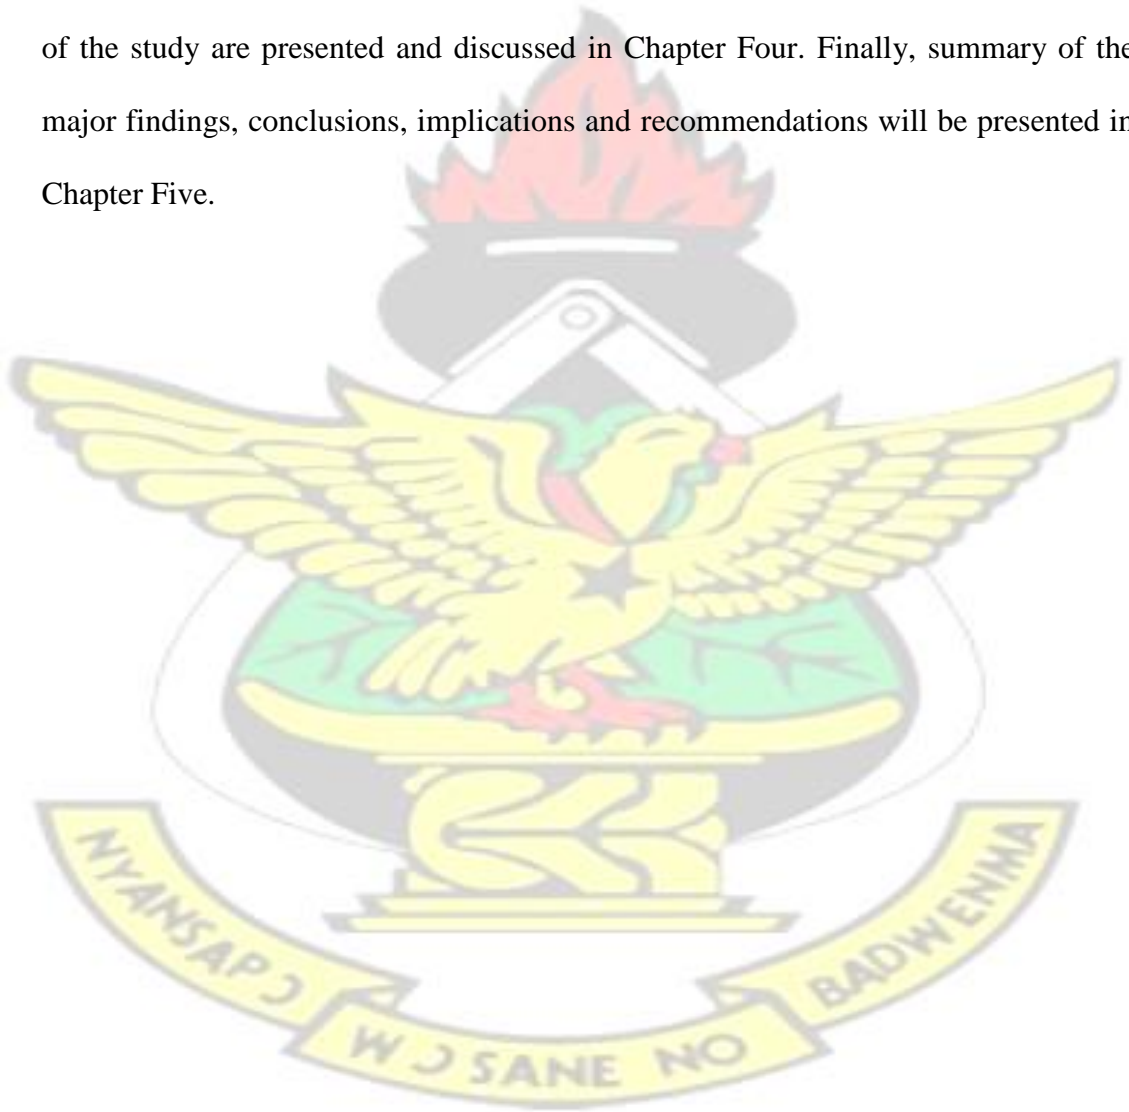 of the study are presented and discussed in Chapter Four. Finally, summary of the
major findings, conclusions, implications and recommendations will be presented in
Chapter Five.
NYANSAPƆ
WƆSANE NO
BADWENMA